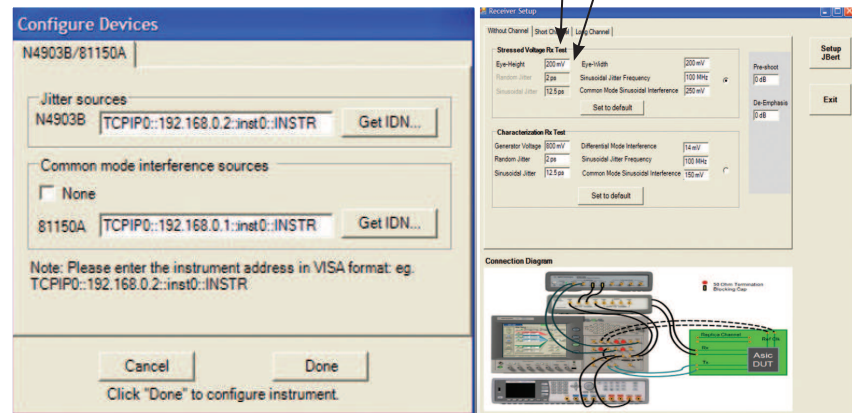 Configure Devices
N4903B/81150A
Jitter sources
N4903B TCPIP0::192.168.0.2::inst0::INSTR Get IDN...
Common mode interference sources
None
81150A TCPIP0::192.168.0.1::inst0::INSTR Get IDN...
Note: Please enter the instrument address in VISA format: eg.
TCPIP0::192.168.0.2::inst0::INSTR
Cancel Done
Click "Done" to configure instrument.
Receiver Setup
Without Channel Short Channel Long Channel
Stressed Voltage Rx Test
Eye-Height 200 mV Eye-Width 200 mV
Random Jitter 2 ps Sinusoidal Jitter Frequency 100 MHz
Sinusoidal Jitter 12.5 ps Common Mode Sinusoidal Interference 250 mV
Set to default
Characterization Rx Test
Generator Voltage 800 mV Differential Mode Interference 14 mV
Random Jitter 2 ps Sinusoidal Jitter Frequency 100 MHz
Sinusoidal Jitter 12.5 ps Common Mode Sinusoidal Interference 150 mV
Set to default
Pre-shoot
0 dB
De-Emphasis
0 dB
Setup
JBert
Exit
Connection Diagram
50 Ohm Termination
Blocking Cap
Replica Channel
Ref Clk
Rx
Tx
Asic
DUT